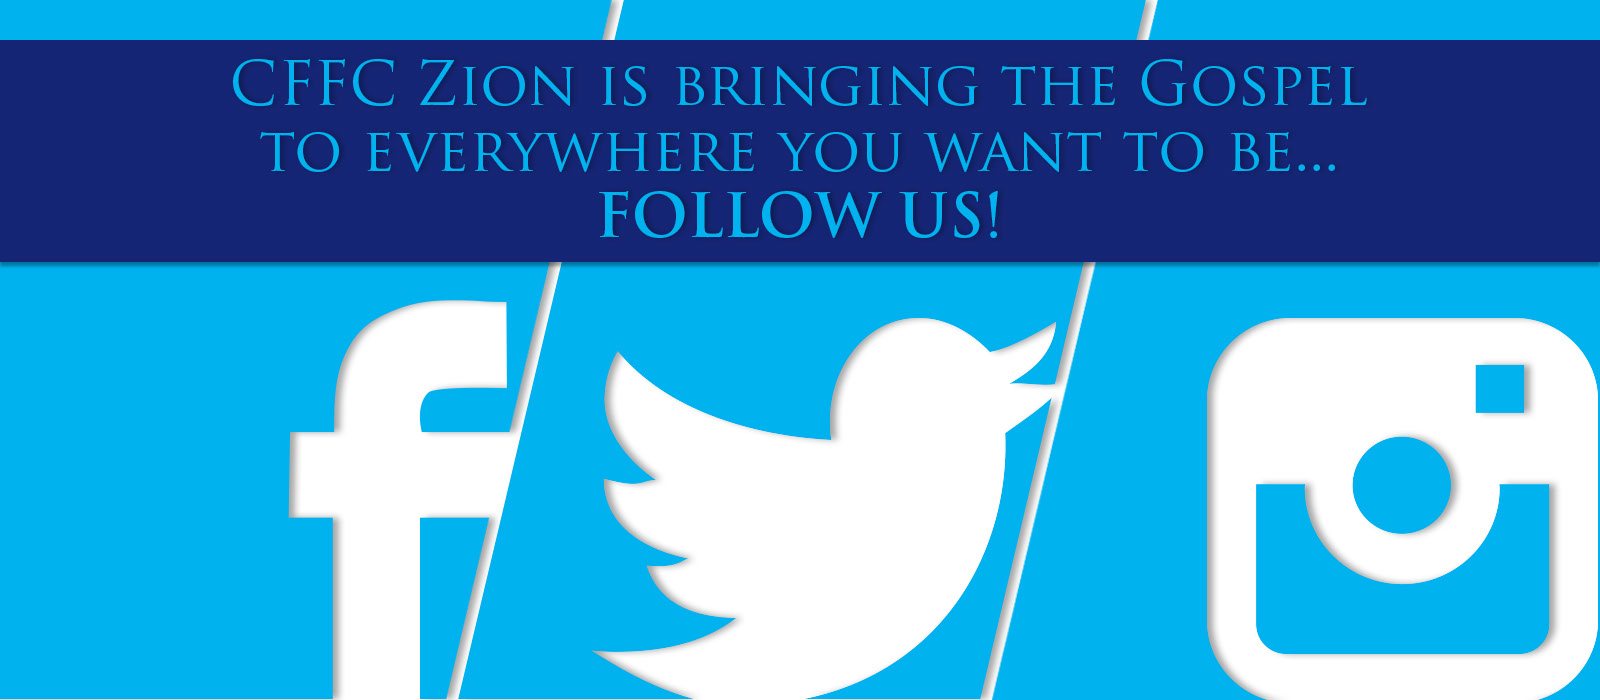 CFFC Zion is bringing the Gospel
to everywhere you want to be...
FOLLOW US!